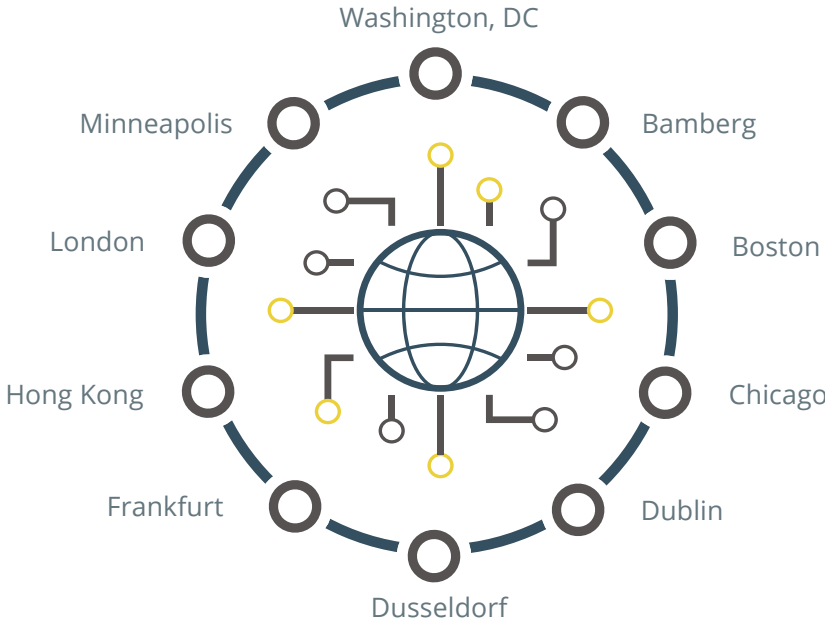 Washington, DC
Minneapolis
Bamberg
London
Boston
Hong Kong
Chicago
Frankfurt
Dublin
Dusseldorf